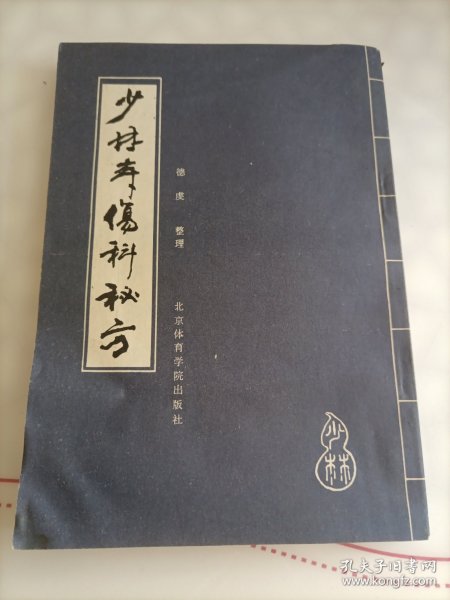 少林寺傷科秘方
德虔 整理
北京体育学院出版社
少林
孔夫子旧书网
www.kongfz.com